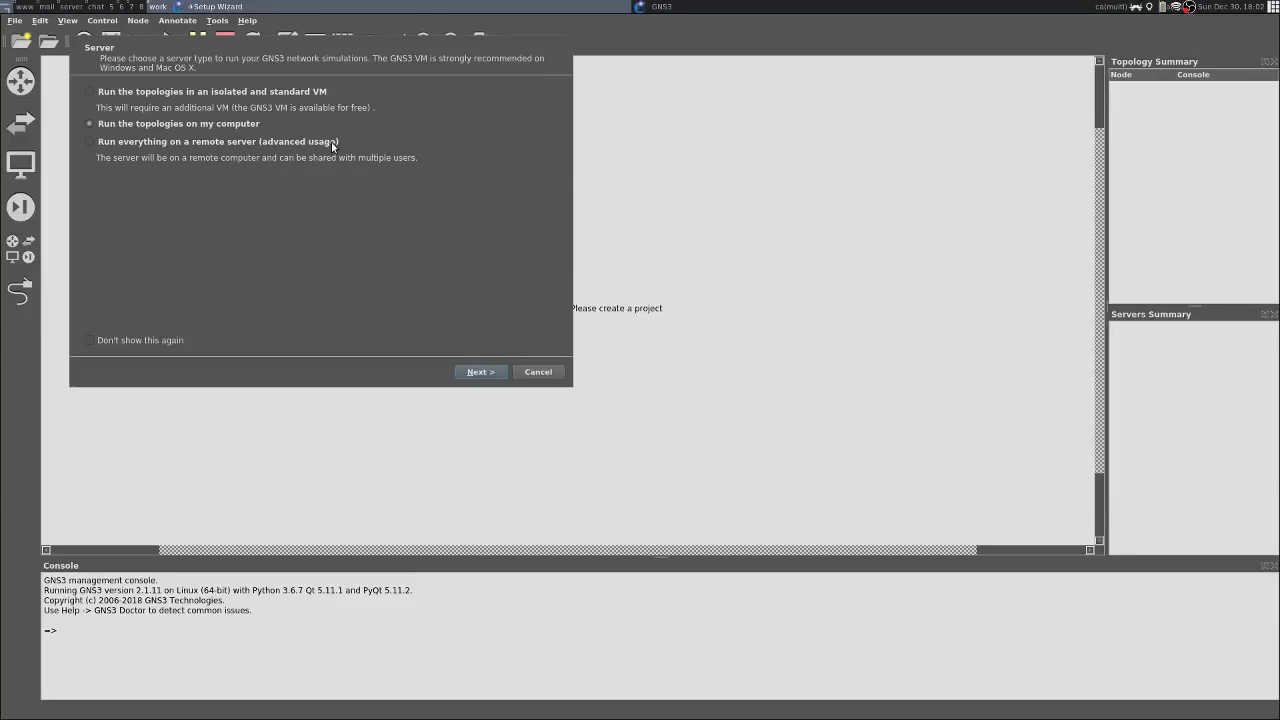 www mail server chat 5 6 7 8 work Setup Wizard GNS3 ca(multi) Sun Dec 30, 18:02
File Edit View Control Node Annotate Tools Help
Server
Please choose a server type to run your GNS3 network simulations. The GNS3 VM is strongly recommended on
Windows and Mac OS X.
Run the topologies in an isolated and standard VM
This will require an additional VM (the GNS3 VM is available for free) .
Run the topologies on my computer
Run everything on a remote server (advanced usage)
The server will be on a remote computer and can be shared with multiple users.
Don't show this again
Next > Cancel
Please create a project
Topology Summary
Node Console
Servers Summary
Console
GNS3 management console.
Running GNS3 version 2.1.11 on Linux (64-bit) with Python 3.6.7 Qt 5.11.1 and PyQt 5.11.2.
Copyright (c) 2006-2018 GNS3 Technologies.
Use Help -> GNS3 Doctor to detect common issues.
=>